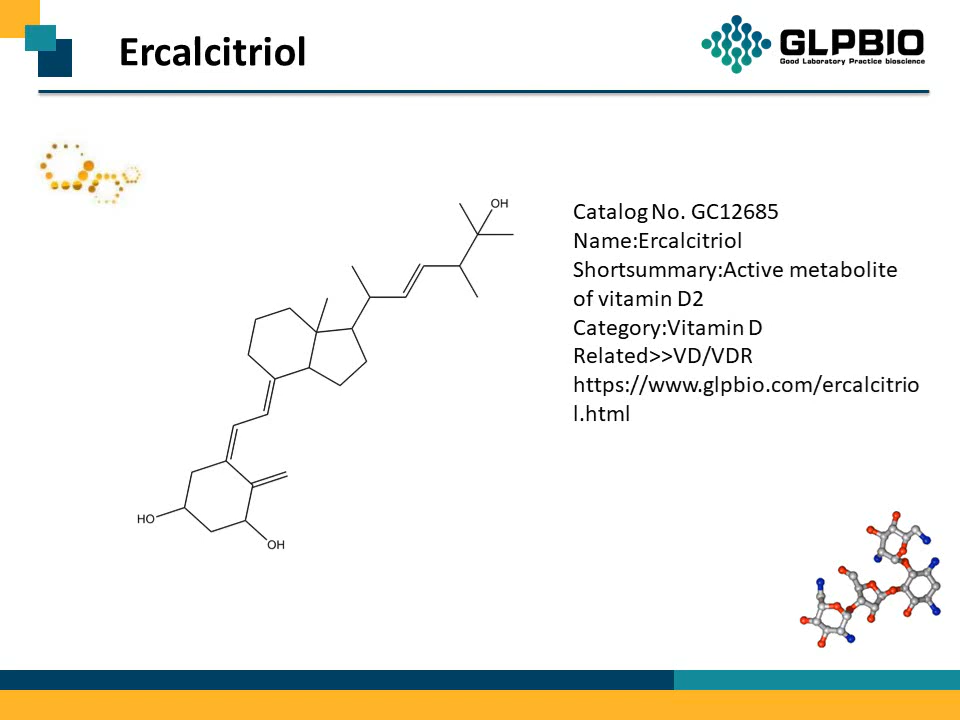 Ercalcitriol
GLPBIO
Good Laboratory Practice bioscience
OH
HO
OH
Catalog No. GC12685
Name:Ercalcitriol
Shortsummary:Active metabolite
of vitamin D2
Category:Vitamin D
Related>>VD/VDR
https://www.glpbio.com/ercalcitrio
l.html